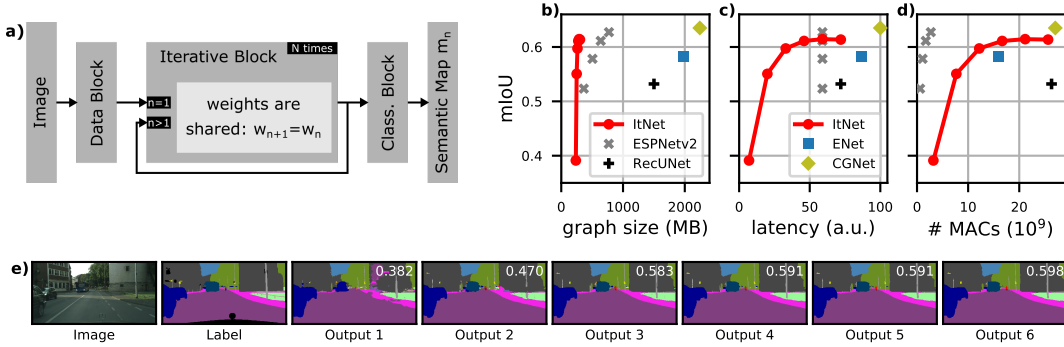 a)
Image
Data Block
Iterative Block
N times
n=1
n>1
weights are
shared: wn+1=wn
Class. Block
Semantic Map mn
b)
mIoU
0.6
0.5
0.4
0
1000
2000
graph size (MB)
ItNet
ESPNetv2
RecUNet
c)
0
50
100
latency (a.u.)
ItNet
ENet
CGNet
d)
0
10
20
# MACs (10⁹)
e)
0.382
0.470
0.583
0.591
0.591
0.598
Image
Label
Output 1
Output 2
Output 3
Output 4
Output 5
Output 6